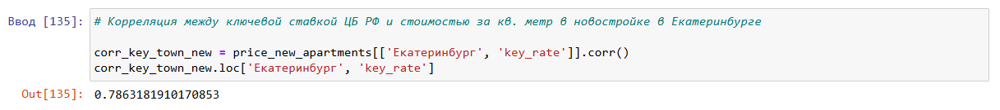 Ввод [135]: # Корреляция между ключевой ставкой ЦБ РФ и стоимостью за кв. метр в новостройке в Екатеринбурге
corr_key_town_new = price_new_apartments[['Екатеринбург', 'key_rate']].corr()
corr_key_town_new.loc['Екатеринбург', 'key_rate']
Out[135]: 0.7863181910170853